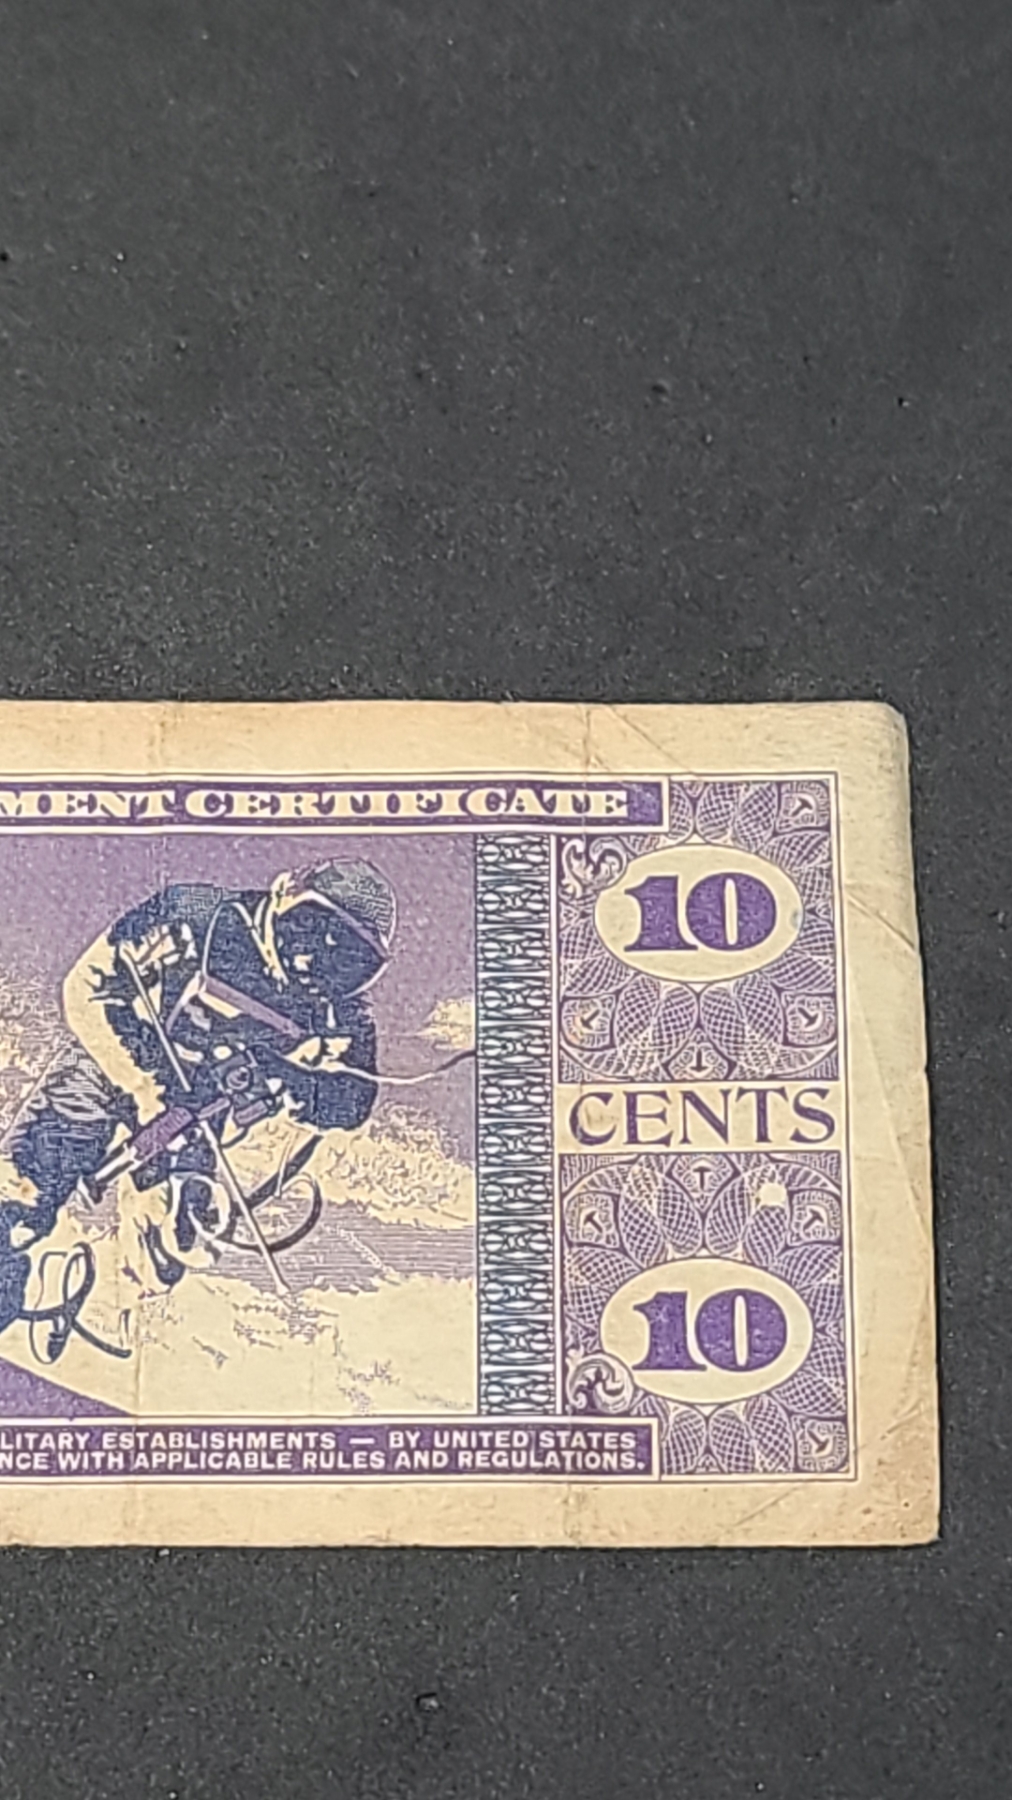 MENT CERTIFICATE
10
CENTS
10
LITARY ESTABLISHMENTS — BY UNITED STATES
NCE WITH APPLICABLE RULES AND REGULATIONS.